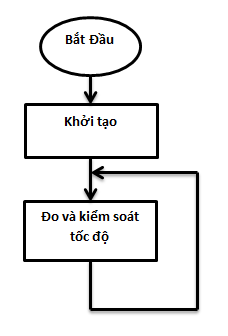 Bắt Đầu
Khởi tạo
Đo và kiểm soát
tốc độ